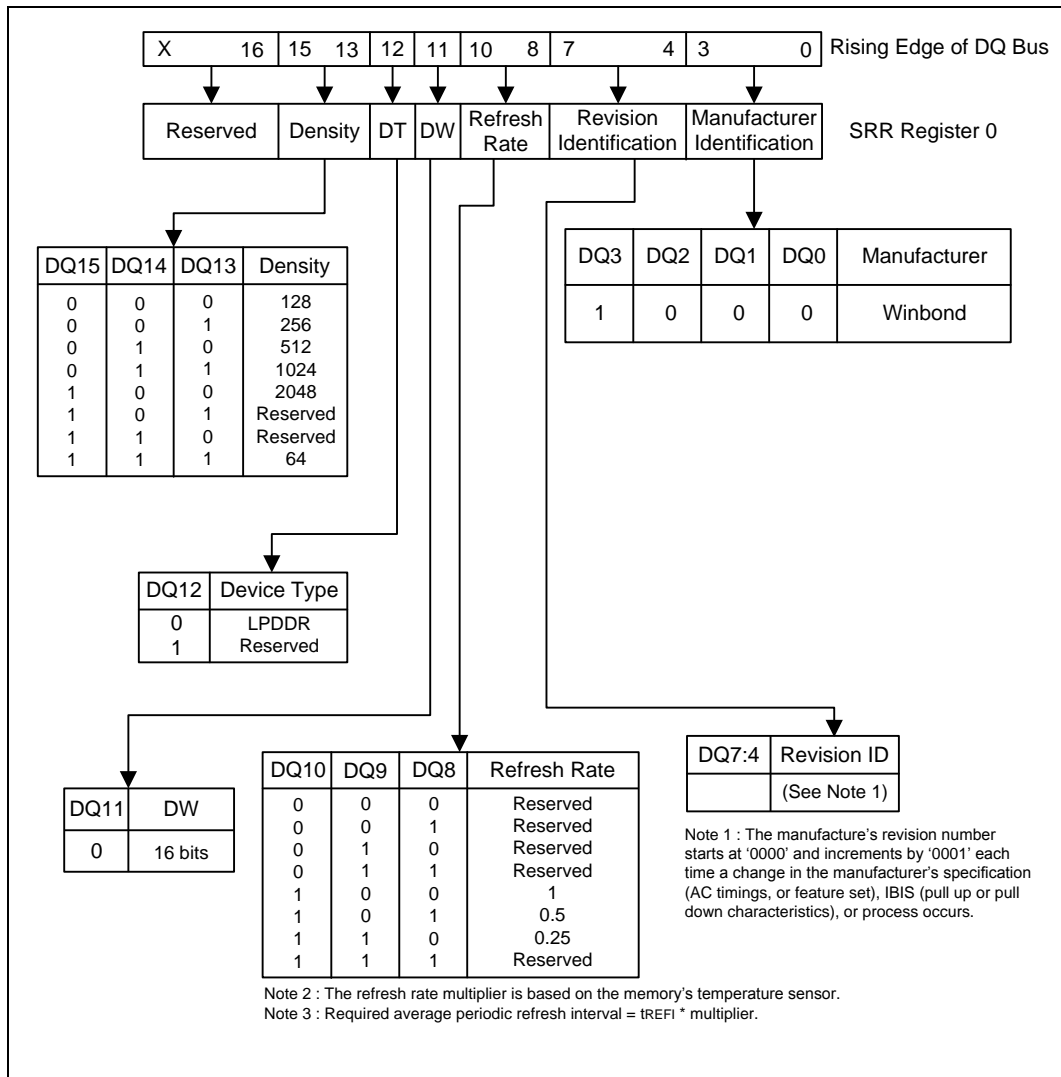 X 16 15 13 12 11 10 8 7 4 3 0 Rising Edge of DQ Bus
Reserved Density DT DW Refresh Rate Revision Identification Manufacturer Identification SRR Register 0
DQ15 DQ14 DQ13 Density
0 0 0 128
0 0 1 256
0 1 0 512
0 1 1 1024
1 0 0 2048
1 0 1 Reserved
1 1 0 Reserved
1 1 1 64
DQ3 DQ2 DQ1 DQ0 Manufacturer
1 0 0 0 Winbond
DQ12 Device Type
0 LPDDR
1 Reserved
DQ11 DW
0 16 bits
DQ10 DQ9 DQ8 Refresh Rate
0 0 0 Reserved
0 0 1 Reserved
0 1 0 Reserved
0 1 1 Reserved
1 0 0 1
1 0 1 0.5
1 1 0 0.25
1 1 1 Reserved
DQ7:4 Revision ID
(See Note 1)
Note 1 : The manufacture's revision number
starts at ‘0000’ and increments by ‘0001’ each
time a change in the manufacturer's specification
(AC timings, or feature set), IBIS (pull up or pull
down characteristics), or process occurs.
Note 2 : The refresh rate multiplier is based on the memory's temperature sensor.
Note 3 : Required average periodic refresh interval = tREFI * multiplier.